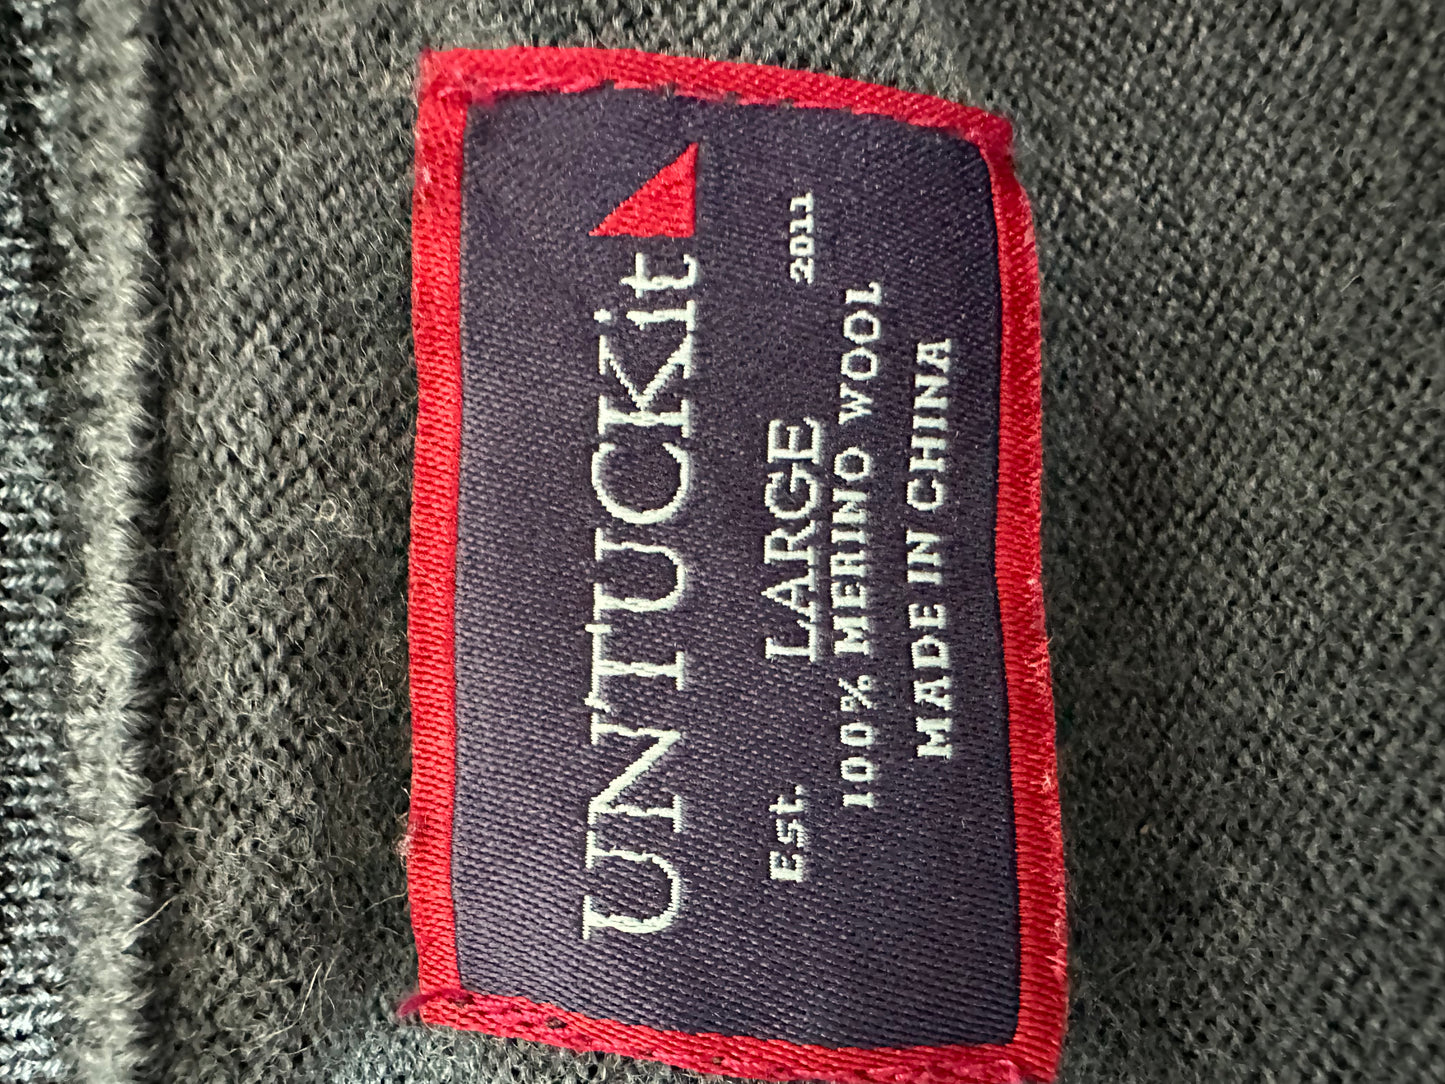 UNTUCKit
Est. LARGE 2011
100% MERINO WOOL
MADE IN CHINA